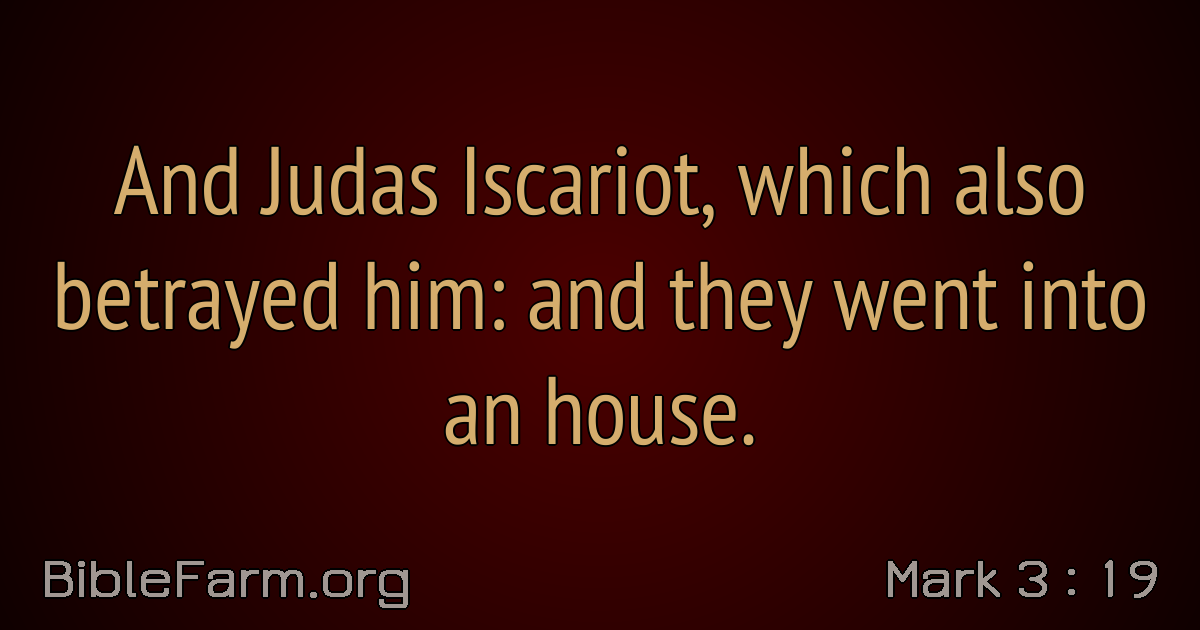 And Judas Iscariot, which also
betrayed him: and they went into
an house.
BibleFarm.org
Mark 3 : 19